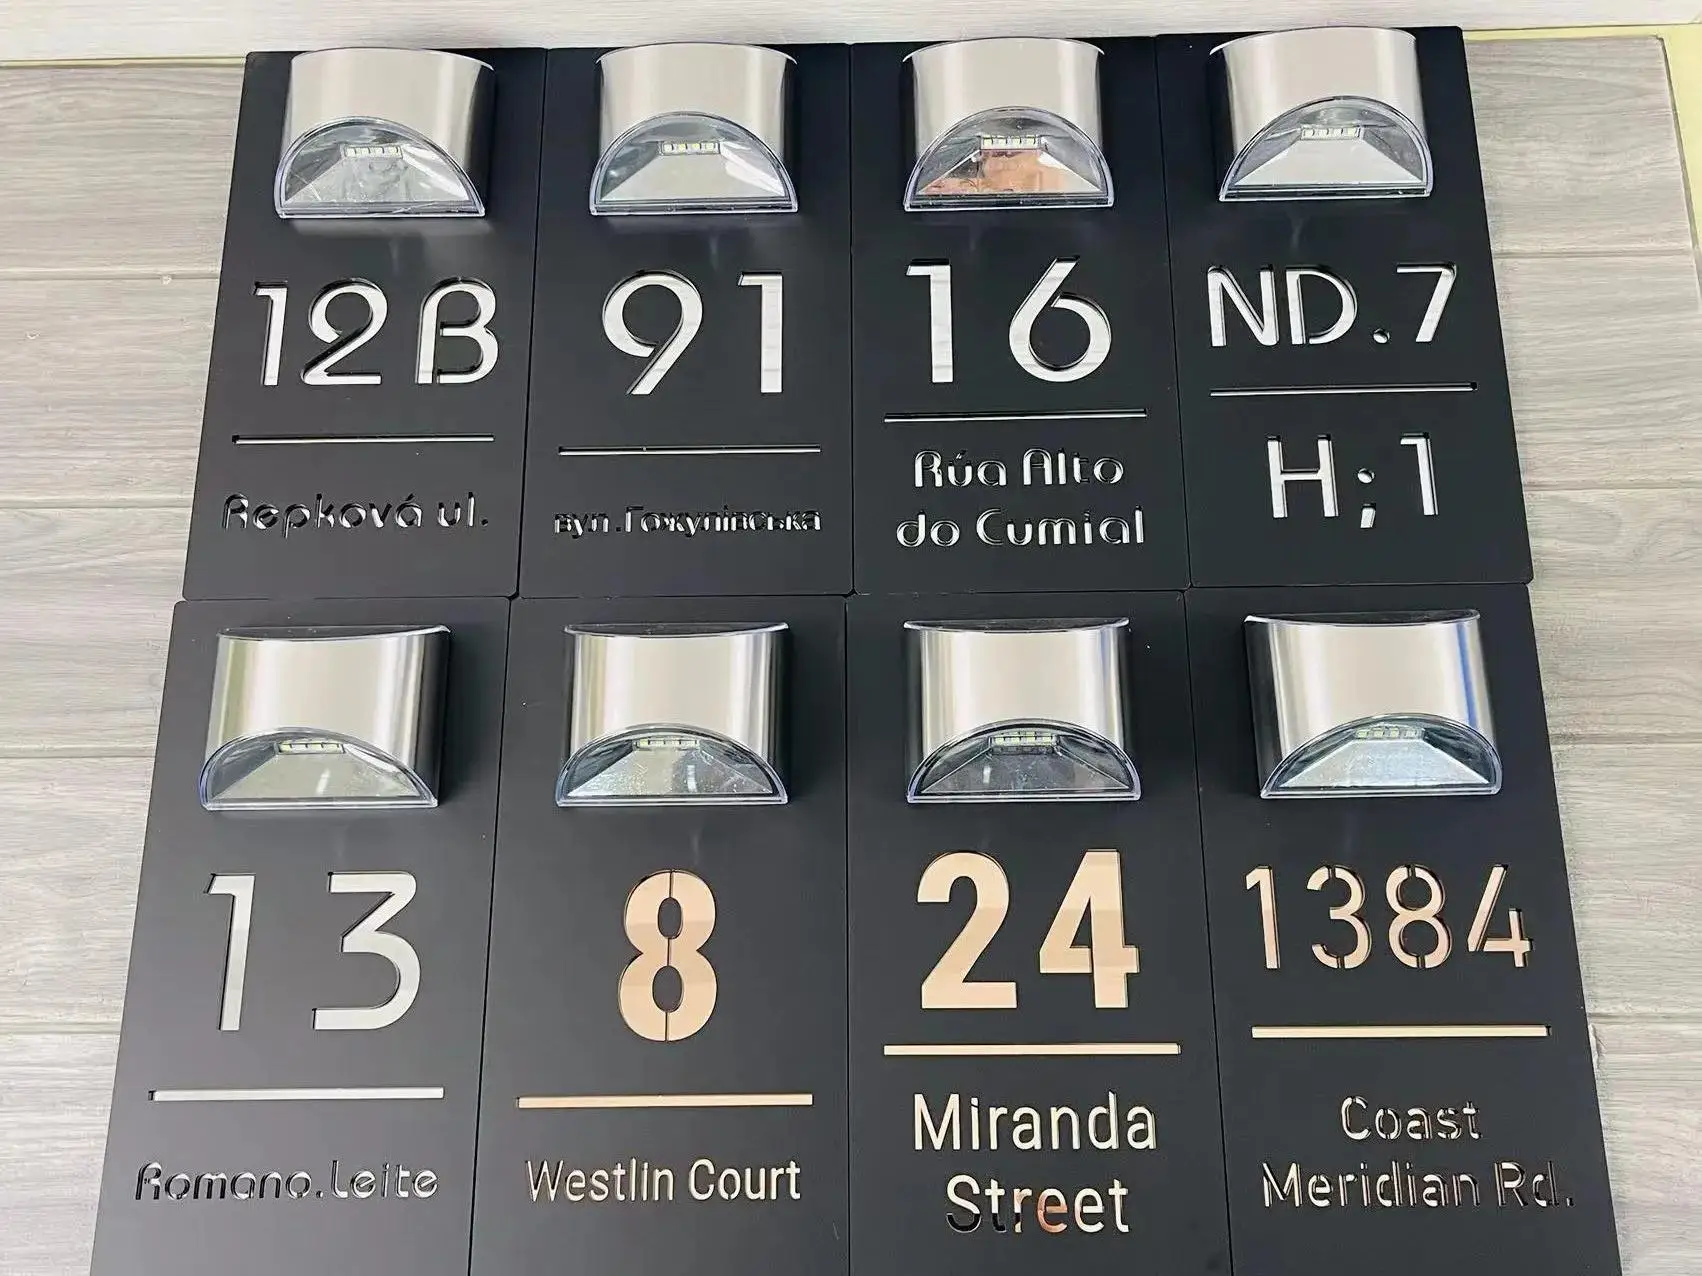 12B
Repková ul.
91
вул.Гожулівська
16
Rúa Alto
do Cumial
ND.7
H;1
13
Romano.Leite
8
Westlin Court
24
Miranda
Street
1384
Coast
Meridian Rd.